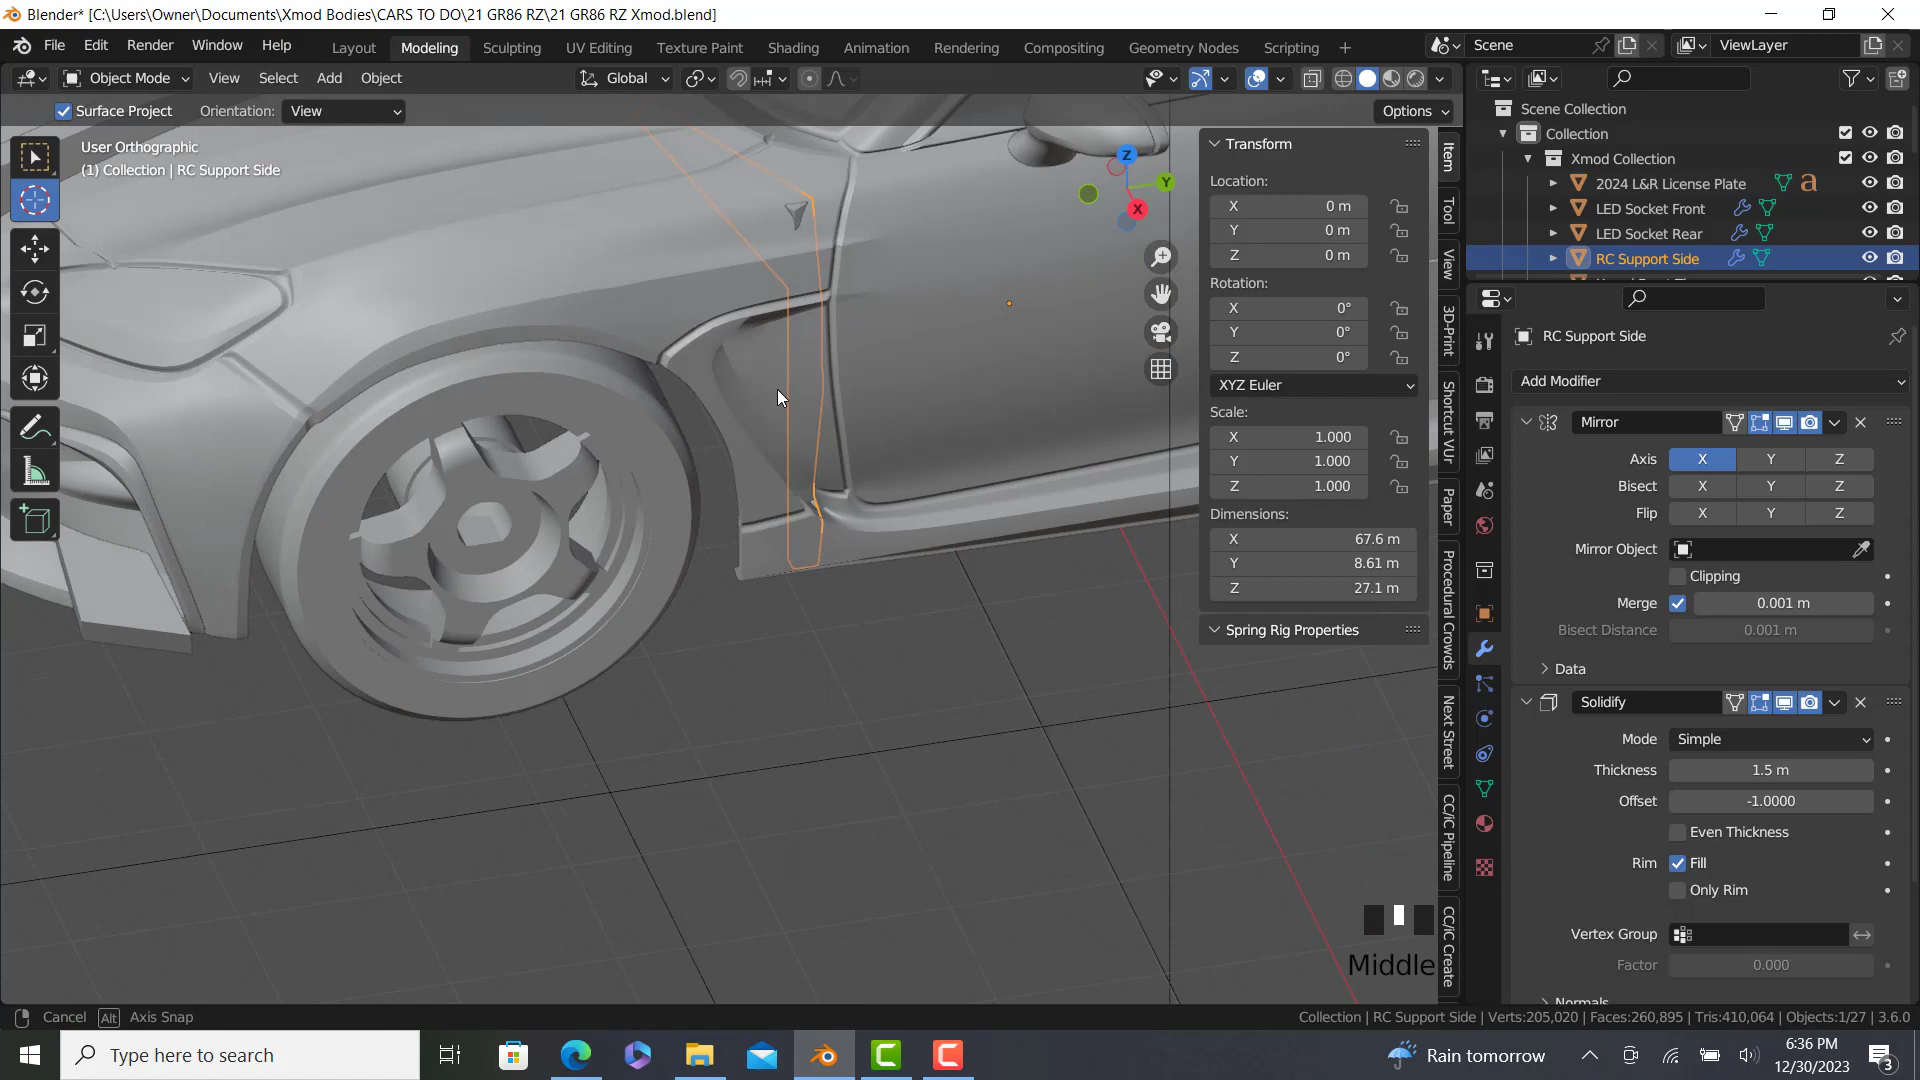 Blender* [C:\Users\Owner\Documents\Xmod Bodies\CARS TO DO\21 GR86 RZ\21 GR86 RZ Xmod.blend]
File Edit Render Window Help
Layout Modeling Sculpting UV Editing Texture Paint Shading Animation Rendering Compositing Geometry Nodes Scripting +
Scene
ViewLayer
Object Mode View Select Add Object
Global
Surface Project Orientation: View
Options
User Orthographic
(1) Collection | RC Support Side
Z
Y
X
Transform
Location:
X 0 m
Y 0 m
Z 0 m
Rotation:
X 0°
Y 0°
Z 0°
XYZ Euler
Scale:
X 1.000
Y 1.000
Z 1.000
Dimensions:
X 67.6 m
Y 8.61 m
Z 27.1 m
Spring Rig Properties
Item
Tool
View
3D-Print
Shortcut VUr
Paper
Procedural Crowds
Next Street
CC/iC Pipeline
CC/iC Create
Scene Collection
Collection
Xmod Collection
2024 L&R License Plate
LED Socket Front
LED Socket Rear
RC Support Side
RC Support Side
Add Modifier
Mirror
Axis X Y Z
Bisect X Y Z
Flip X Y Z
Mirror Object
Clipping
Merge 0.001 m
Bisect Distance 0.001 m
Data
Solidify
Mode Simple
Thickness 1.5 m
Offset -1.0000
Even Thickness
Rim Fill
Only Rim
Vertex Group
Factor 0.000
Normals
Middle
Cancel Alt Axis Snap
Collection | RC Support Side | Verts:205,020 | Faces:260,895 | Tris:410,064 | Objects:1/27 | 3.6.0
Type here to search
Rain tomorrow
6:36 PM
12/30/2023
3